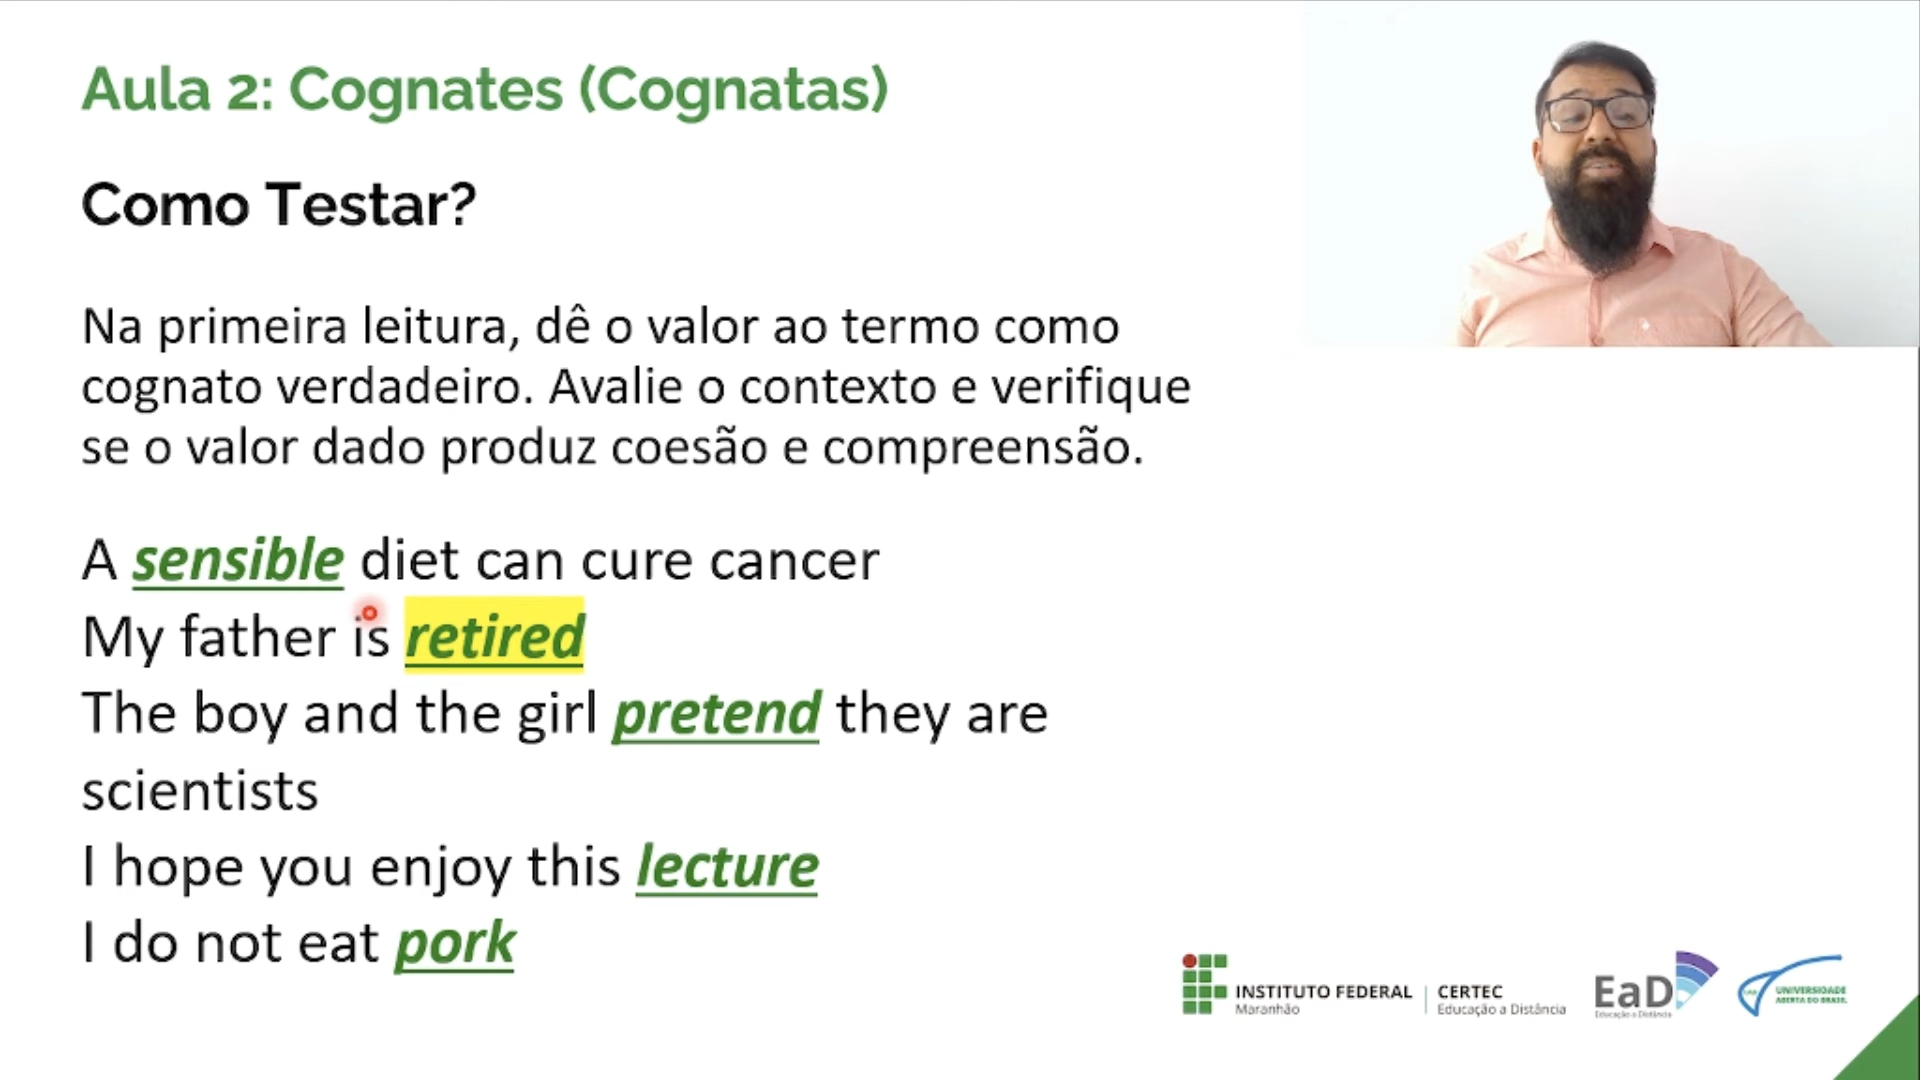 Aula 2: Cognates (Cognatas)
Como Testar?
Na primeira leitura, dê o valor ao termo como
cognato verdadeiro. Avalie o contexto e verifique
se o valor dado produz coesão e compreensão.
A sensible diet can cure cancer
My father is retired
The boy and the girl pretend they are
scientists
I hope you enjoy this lecture
I do not eat pork
INSTITUTO FEDERAL
Maranhão
CERTEC
Educação a Distância
EaD
Educação a Distância
UNIVERSIDADE
ABERTA DO BRASIL